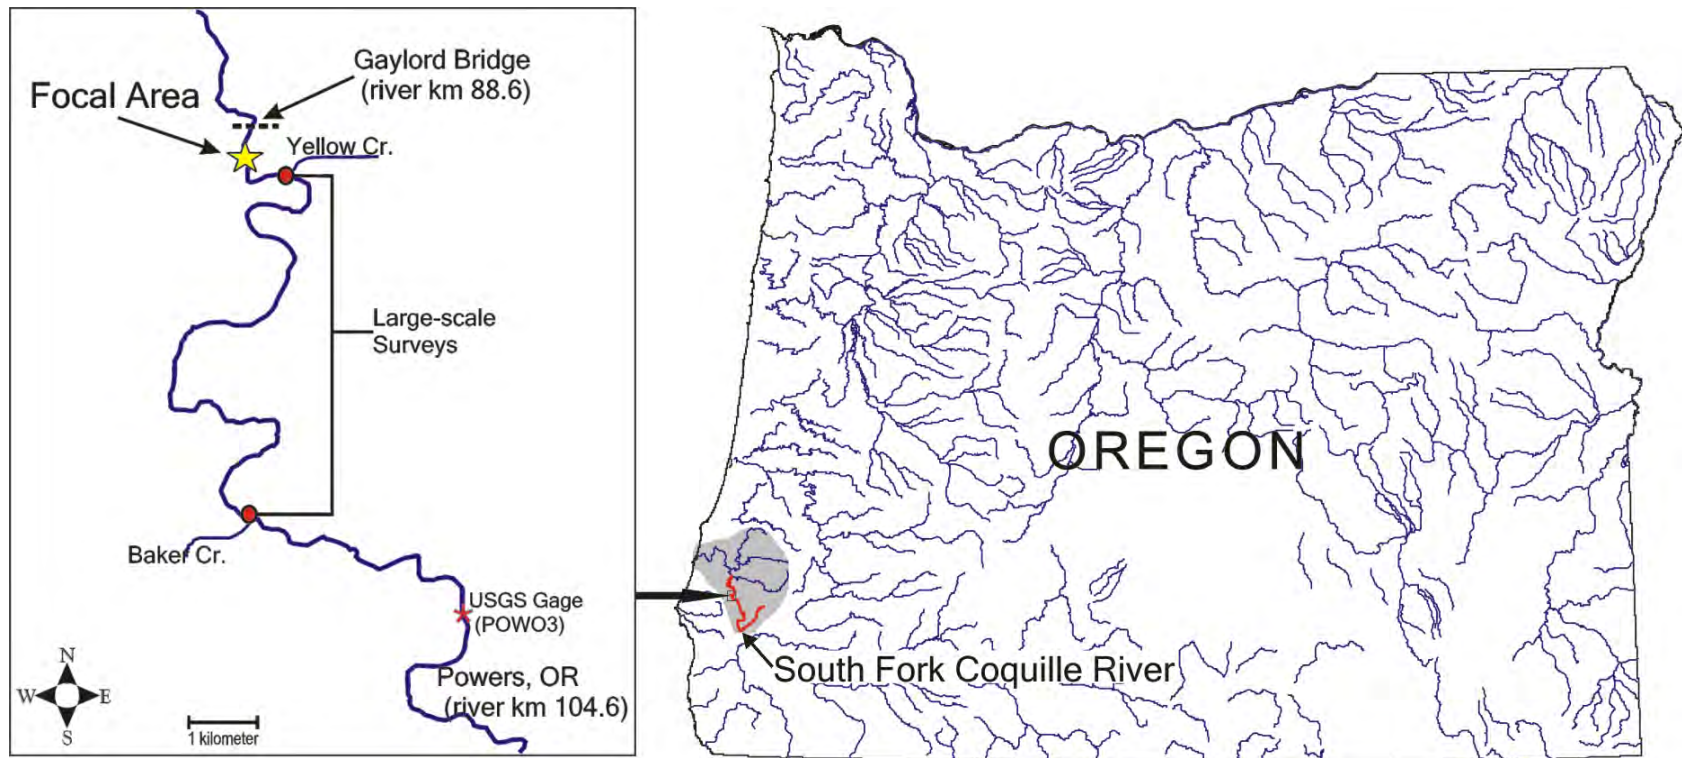 Gaylord Bridge
(river km 88.6)
Focal Area
Yellow Cr.
Large-scale
Surveys
Baker Cr.
USGS Gage
(POWO3)
Powers, OR
(river km 104.6)
N
W
E
S
1 kilometer
OREGON
South Fork Coquille River